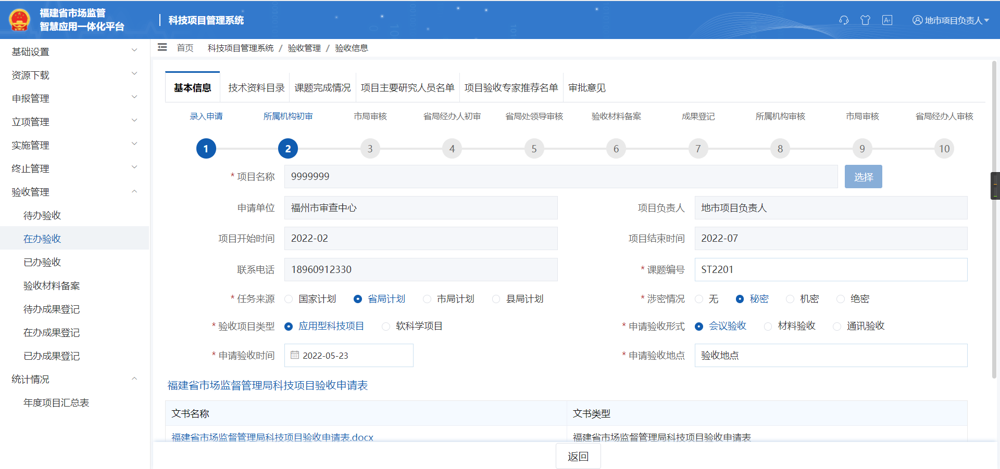 福建省市场监管
智慧应用一体化平台
科技项目管理系统
A+
地市项目负责人
基础设置
资源下载
申报管理
立项管理
实施管理
终止管理
验收管理
待办验收
在办验收
已办验收
验收材料备案
待办成果登记
在办成果登记
已办成果登记
统计情况
年度项目汇总表
首页 科技项目管理系统 / 验收管理 / 验收信息
基本信息 技术资料目录 课题完成情况 项目主要研究人员名单 项目验收专家推荐名单 审批意见
录入申请 所属机构初审 市局审核 省局经办人初审 省局处领导审核 验收材料备案 成果登记 所属机构审核 市局审核 省局经办人审核
1 2 3 4 5 6 7 8 9 10
* 项目名称 9999999 选择
申请单位 福州市审查中心 项目负责人 地市项目负责人
项目开始时间 2022-02 项目结束时间 2022-07
联系电话 18960912330 * 课题编号 ST2201
* 任务来源 国家计划 省局计划 市局计划 县局计划 * 涉密情况 无 秘密 机密 绝密
* 验收项目类型 应用型科技项目 软科学项目 * 申请验收形式 会议验收 材料验收 通讯验收
* 申请验收时间 2022-05-23 * 申请验收地点 验收地点
福建省市场监督管理局科技项目验收申请表
文书名称 文书类型
福建省市场监督管理局科技项目验收申请表.docx 福建省市场监督管理局科技项目验收申请表
返回